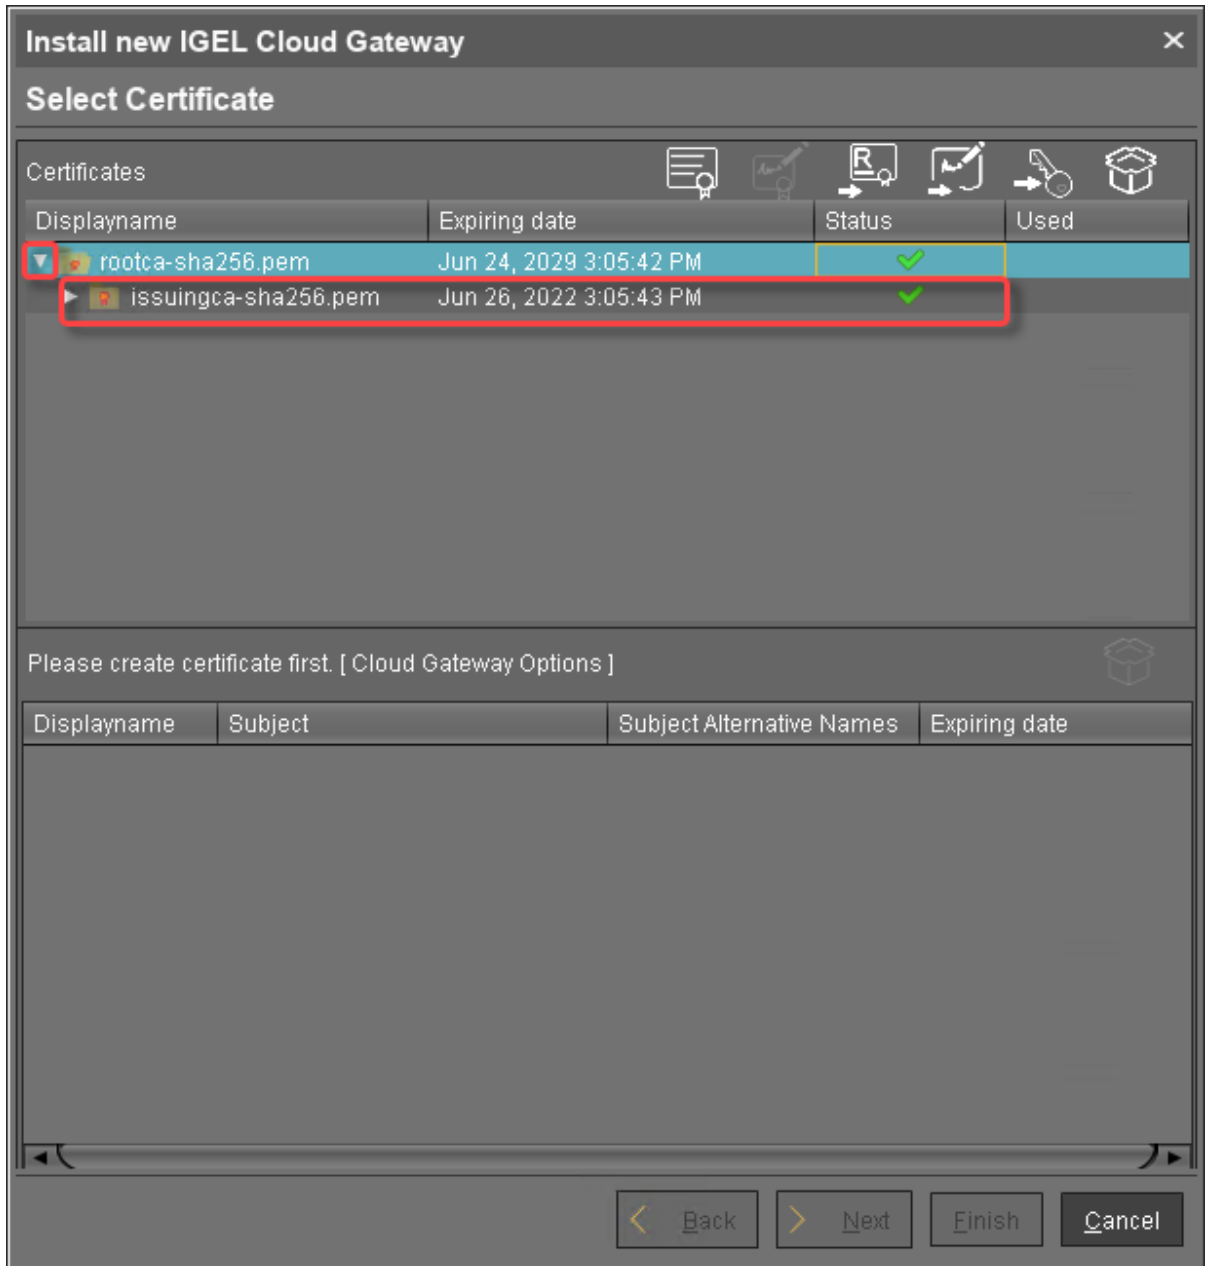 Install new IGEL Cloud Gateway
Select Certificate
Certificates
Displayname Expiring date Status Used
rootca-sha256.pem Jun 24, 2029 3:05:42 PM
issuingca-sha256.pem Jun 26, 2022 3:05:43 PM
Please create certificate first. [ Cloud Gateway Options ]
Displayname Subject Subject Alternative Names Expiring date
Back Next Finish Cancel